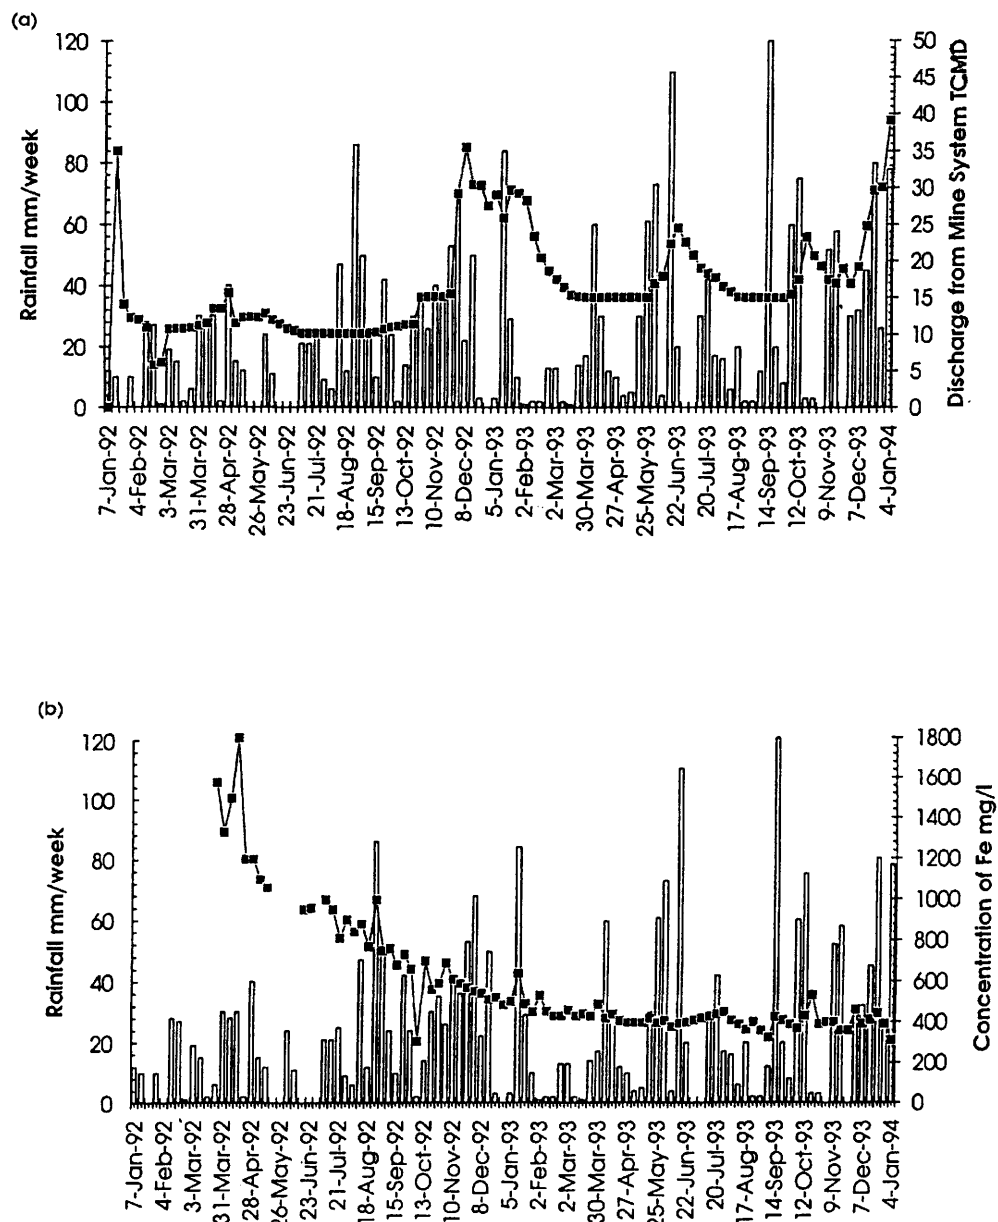 (a)
120
100
80
60
40
20
0
Rainfall mm/week
50
45
40
35
30
25
20
15
10
5
0
Discharge from Mine System TCMD
7-Jan-92
4-Feb-92
3-Mar-92
31-Mar-92
28-Apr-92
26-May-92
23-Jun-92
21-Jul-92
18-Aug-92
15-Sep-92
13-Oct-92
10-Nov-92
8-Dec-92
5-Jan-93
2-Feb-93
2-Mar-93
30-Mar-93
27-Apr-93
25-May-93
22-Jun-93
20-Jul-93
17-Aug-93
14-Sep-93
12-Oct-93
9-Nov-93
7-Dec-93
4-Jan-94
(b)
120
100
80
60
40
20
0
Rainfall mm/week
1800
1600
1400
1200
1000
800
600
400
200
0
Concentration of Fe mg/l
7-Jan-92
4-Feb-92
3-Mar-92
31-Mar-92
28-Apr-92
26-May-92
23-Jun-92
21-Jul-92
18-Aug-92
15-Sep-92
13-Oct-92
10-Nov-92
8-Dec-92
5-Jan-93
2-Feb-93
2-Mar-93
30-Mar-93
27-Apr-93
25-May-93
22-Jun-93
20-Jul-93
17-Aug-93
14-Sep-93
12-Oct-93
9-Nov-93
7-Dec-93
4-Jan-94